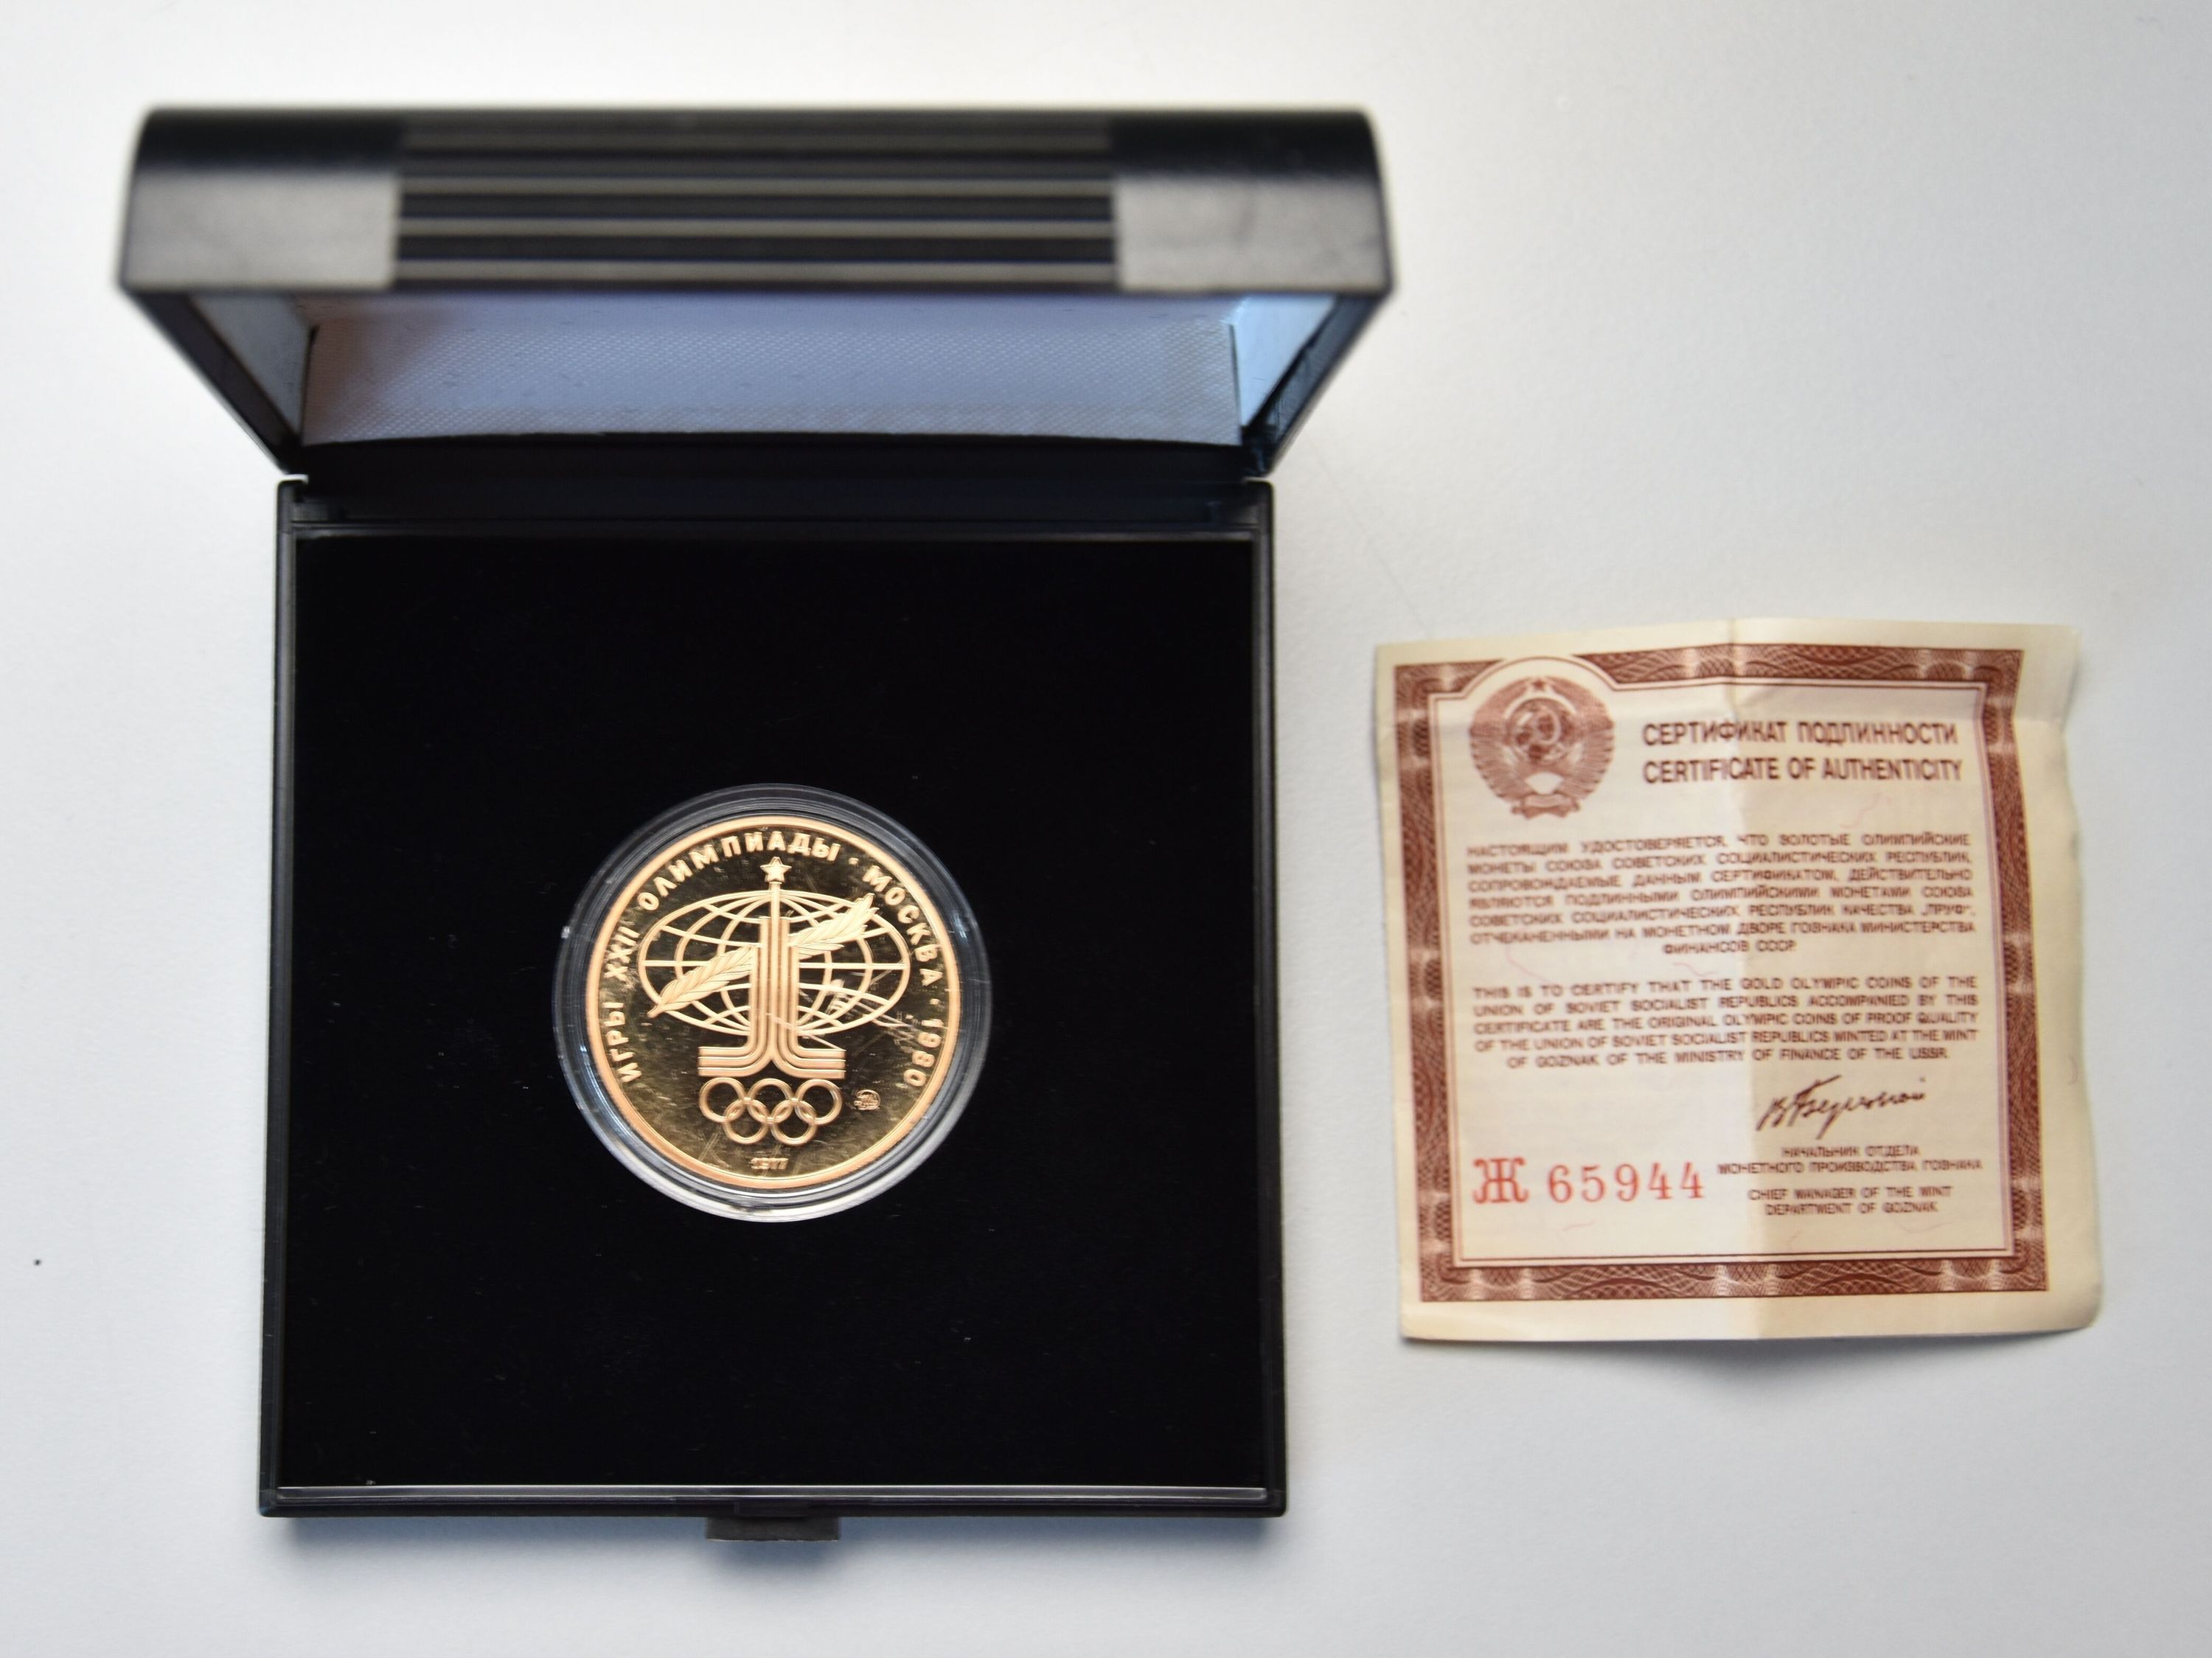 ИГРЫ XXII ОЛИМПИАДЫ · МОСКВА · 1980
1977
СЕРТИФИКАТ ПОДЛИННОСТИ
CERTIFICATE OF AUTHENTICITY
НАСТОЯЩИМ УДОСТОВЕРЯЕТСЯ, ЧТО ЗОЛОТЫЕ ОЛИМПИЙСКИЕ
МОНЕТЫ СОЮЗА СОВЕТСКИХ СОЦИАЛИСТИЧЕСКИХ РЕСПУБЛИК,
СОПРОВОЖДАЕМЫЕ ДАННЫМ СЕРТИФИКАТОМ, ДЕЙСТВИТЕЛЬНО
ЯВЛЯЮТСЯ ПОДЛИННЫМИ ОЛИМПИЙСКИМИ МОНЕТАМИ СОЮЗА
СОВЕТСКИХ СОЦИАЛИСТИЧЕСКИХ РЕСПУБЛИК КАЧЕСТВА „ПРУФ“,
ОТЧЕКАНЕННЫМИ НА МОНЕТНОМ ДВОРЕ ГОЗНАКА МИНИСТЕРСТВА
ФИНАНСОВ СССР.
THIS IS TO CERTIFY THAT THE GOLD OLYMPIC COINS OF THE
UNION OF SOVIET SOCIALIST REPUBLICS ACCOMPANIED BY THIS
CERTIFICATE ARE THE ORIGINAL OLYMPIC COINS OF PROOF QUALITY
OF THE UNION OF SOVIET SOCIALIST REPUBLICS MINTED AT THE MINT
OF GOZNAK OF THE MINISTRY OF FINANCE OF THE USSR.
Ж 65944
НАЧАЛЬНИК ОТДЕЛА
МОНЕТНОГО ПРОИЗВОДСТВА ГОЗНАКА
CHIEF MANAGER OF THE MINT
DEPARTMENT OF GOZNAK